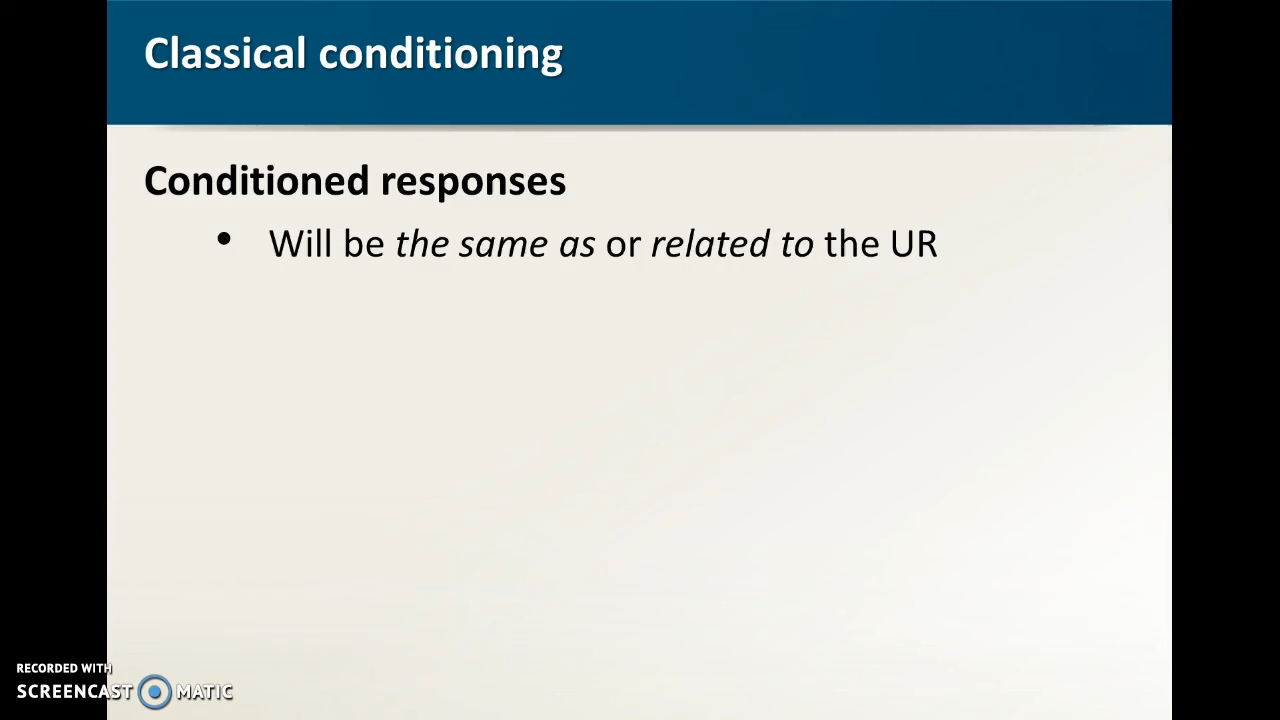 Classical conditioning
Conditioned responses
• Will be the same as or related to the UR
RECORDED WITH
SCREENCAST MATIC